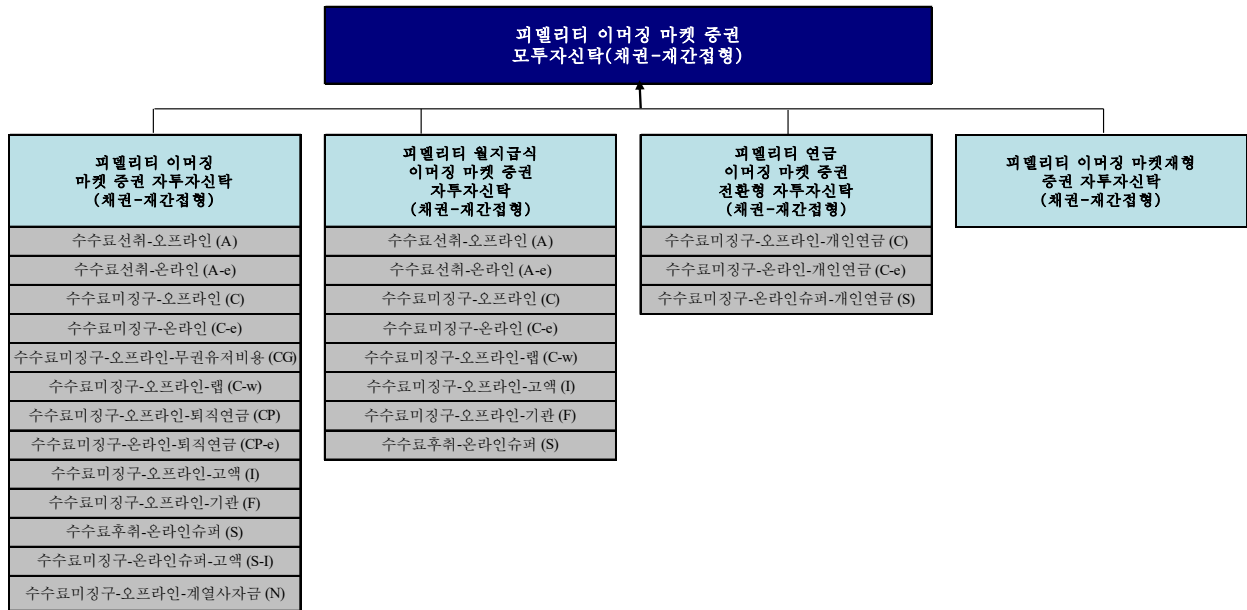 피델리티 이머징 마켓 증권
모투자신탁(채권-재간접형)
피델리티 이머징
마켓 증권 자투자신탁
(채권-재간접형)
수수료선취-오프라인 (A)
수수료선취-온라인 (A-e)
수수료미징구-오프라인 (C)
수수료미징구-온라인 (C-e)
수수료미징구-오프라인-무권유저비용 (CG)
수수료미징구-오프라인-랩 (C-w)
수수료미징구-오프라인-퇴직연금 (CP)
수수료미징구-온라인-퇴직연금 (CP-e)
수수료미징구-오프라인-고액 (I)
수수료미징구-오프라인-기관 (F)
수수료후취-온라인슈퍼 (S)
수수료미징구-온라인슈퍼-고액 (S-I)
수수료미징구-오프라인-계열사자금 (N)
피델리티 월지급식
이머징 마켓 증권
자투자신탁
(채권-재간접형)
수수료선취-오프라인 (A)
수수료선취-온라인 (A-e)
수수료미징구-오프라인 (C)
수수료미징구-온라인 (C-e)
수수료미징구-오프라인-랩 (C-w)
수수료미징구-오프라인-고액 (I)
수수료미징구-오프라인-기관 (F)
수수료후취-온라인슈퍼 (S)
피델리티 연금
이머징 마켓 증권
전환형 자투자신탁
(채권-재간접형)
수수료미징구-오프라인-개인연금 (C)
수수료미징구-온라인-개인연금 (C-e)
수수료미징구-온라인슈퍼-개인연금 (S)
피델리티 이머징 마켓재형
증권 자투자신탁
(채권-재간접형)